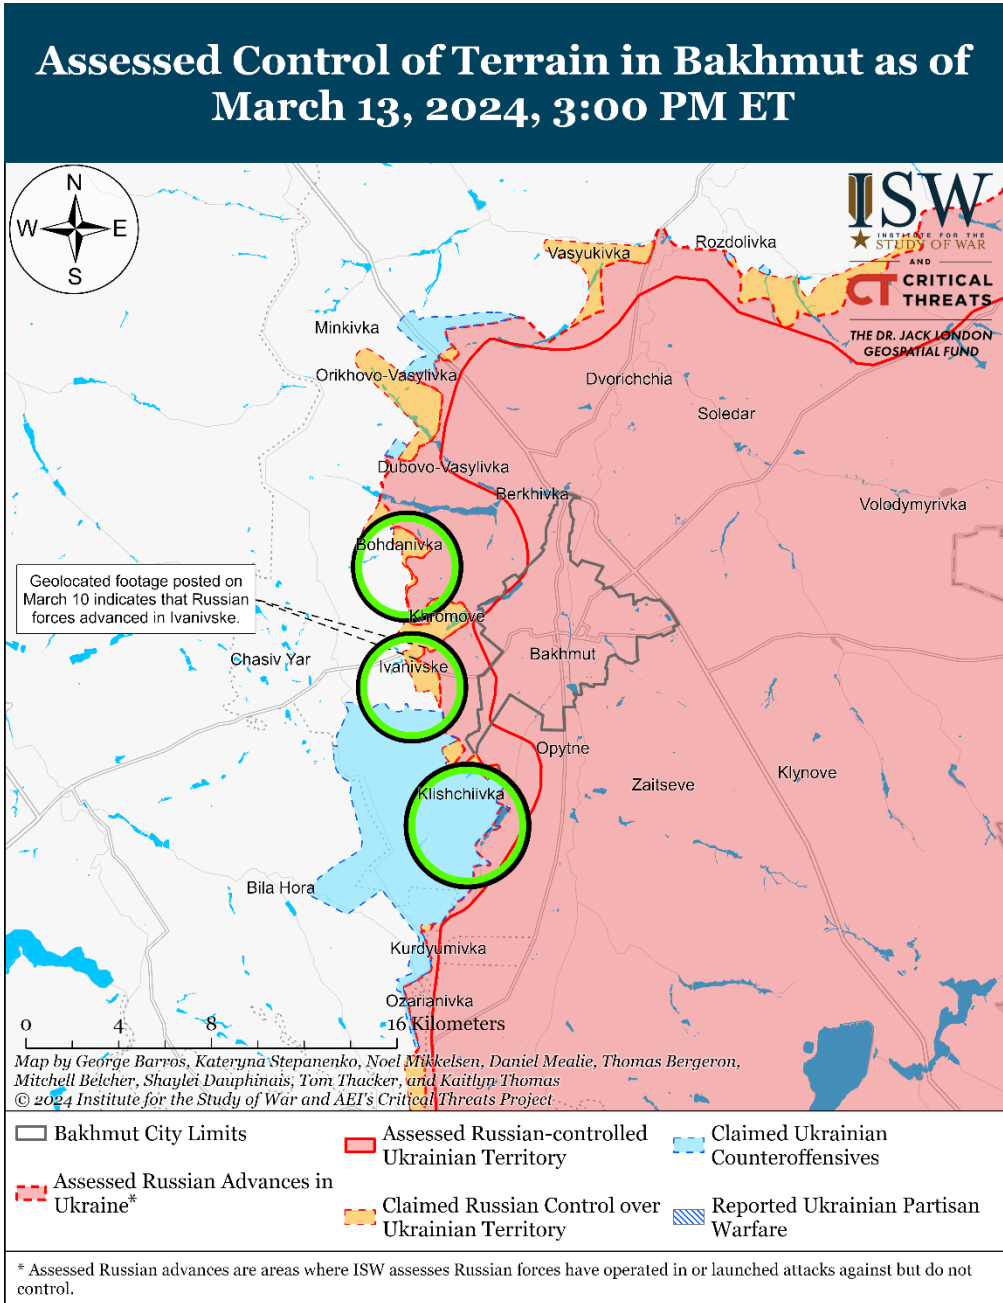 Assessed Control of Terrain in Bakhmut as of
March 13, 2024, 3:00 PM ET
N
W
E
S
ISW
INSTITUTE FOR THE
STUDY OF WAR
AND
CT CRITICAL
THREATS
THE DR. JACK LONDON
GEOSPATIAL FUND
Vasyukivka
Rozdolivka
Minkivka
Orikhovo-Vasylivka
Dvorichchia
Soledar
Dubovo-Vasylivka
Berkhivka
Volodymyrivka
Bohdanivka
Geolocated footage posted on
March 10 indicates that Russian
forces advanced in Ivanivske.
Khromove
Chasiv Yar
Ivanivske
Bakhmut
Opytne
Zaitseve
Klynove
Klishchiivka
Bila Hora
Kurdyumivka
Ozarianivka
0 4 8 16 Kilometers
Map by George Barros, Kateryna Stepanenko, Noel Mikkelsen, Daniel Mealie, Thomas Bergeron,
Mitchell Belcher, Shaylei Dauphinais, Tom Thacker, and Kaitlyn Thomas
© 2024 Institute for the Study of War and AEI's Critical Threats Project
Bakhmut City Limits
Assessed Russian Advances in
Ukraine*
Assessed Russian-controlled
Ukrainian Territory
Claimed Russian Control over
Ukrainian Territory
Claimed Ukrainian
Counteroffensives
Reported Ukrainian Partisan
Warfare
* Assessed Russian advances are areas where ISW assesses Russian forces have operated in or launched attacks against but do not
control.